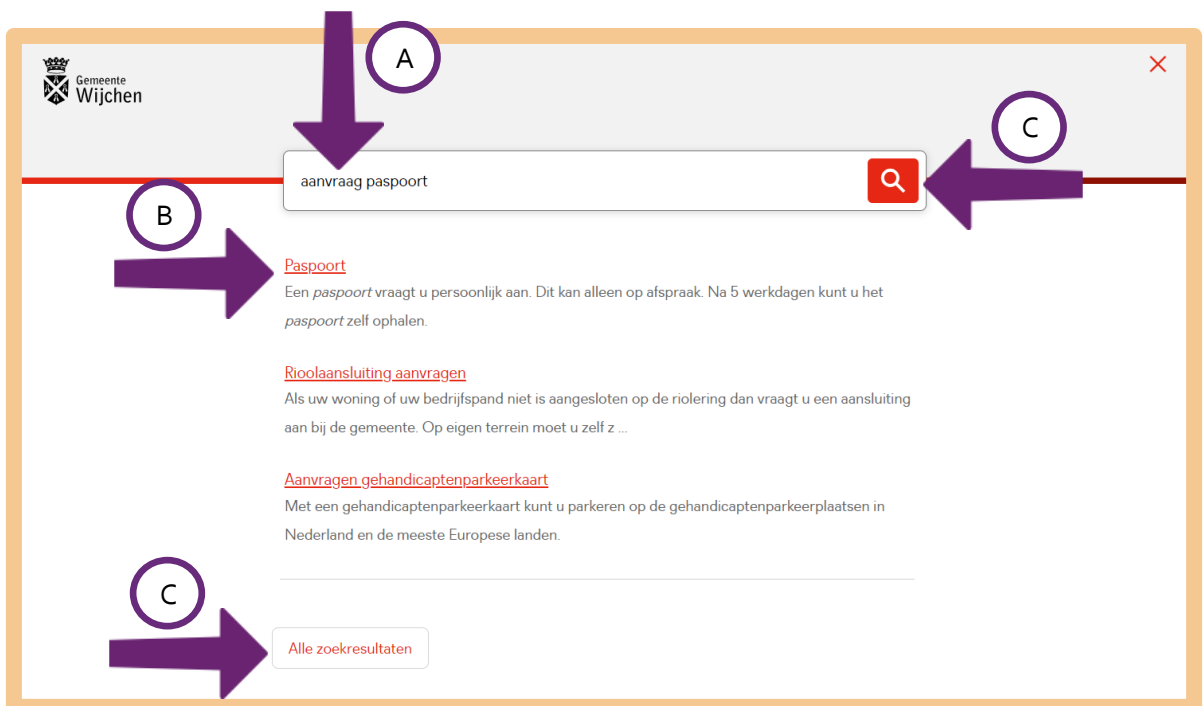 A
Gemeente
Wijchen
C
aanvraag paspoort
B
Paspoort
Een paspoort vraagt u persoonlijk aan. Dit kan alleen op afspraak. Na 5 werkdagen kunt u het
paspoort zelf ophalen.
Rioolaansluiting aanvragen
Als uw woning of uw bedrijfspand niet is aangesloten op de riolering dan vraagt u een aansluiting
aan bij de gemeente. Op eigen terrein moet u zelf z ...
Aanvragen gehandicaptenparkeerkaart
Met een gehandicaptenparkeerkaart kunt u parkeren op de gehandicaptenparkeerplaatsen in
Nederland en de meeste Europese landen.
C
Alle zoekresultaten